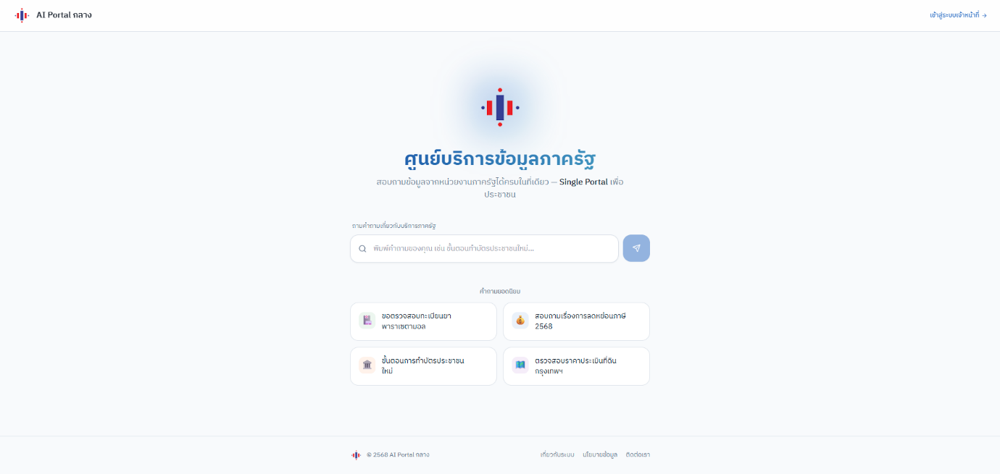 AI Portal กลาง
เข้าสู่ระบบเจ้าหน้าที่ →
ศูนย์บริการข้อมูลภาครัฐ
สอบถามข้อมูลจากหน่วยงานภาครัฐได้ครบในที่เดียว — Single Portal เพื่อ
ประชาชน
ถามคำถามเกี่ยวกับบริการภาครัฐ
พิมพ์คำถามของคุณ เช่น ขั้นตอนทำบัตรประชาชนใหม่...
คำถามยอดนิยม
ขอตรวจสอบทะเบียนยา
พาราเซตามอล
สอบถามเรื่องการลดหย่อนภาษี
2568
ขั้นตอนการทำบัตรประชาชน
ใหม่
ตรวจสอบราคาประเมินที่ดิน
กรุงเทพฯ
© 2568 AI Portal กลาง
เกี่ยวกับระบบ นโยบายข้อมูล ติดต่อเรา